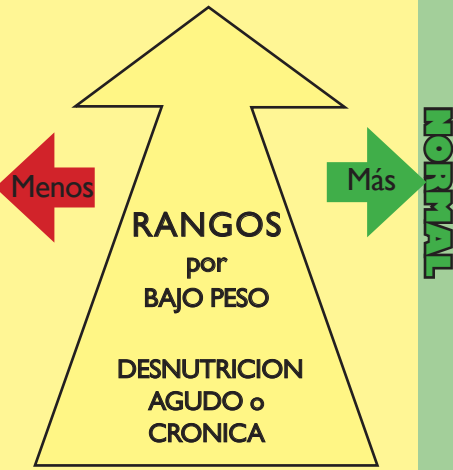 Menos
Más
NORMAL
RANGOS
por
BAJO PESO
DESNUTRICION
AGUDO o
CRONICA